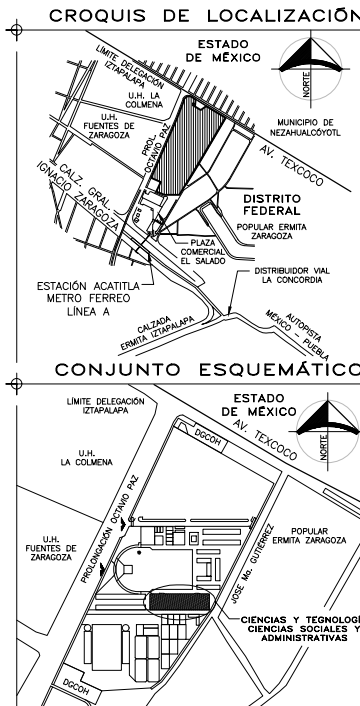 CROQUIS DE LOCALIZACIÓN
LÍMITE DELEGACIÓN
IZTAPALAPA
ESTADO
DE MÉXICO
NORTE
U.H. LA
COLMENA
U.H.
FUENTES DE
ZARAGOZA
PROL.
OCTAVIO PAZ
MUNICIPIO DE
NEZAHUALCÓYOTL
AV. TEXCOCO
CALZ. GRAL.
IGNACIO ZARAGOZA
DISTRITO
FEDERAL
POPULAR ERMITA
ZARAGOZA
PLAZA
COMERCIAL
EL SALADO
ESTACIÓN ACATITLA
METRO FERREO
LÍNEA A
DISTRIBUIDOR VIAL
LA CONCORDIA
CALZADA
ERMITA IZTAPALAPA
AUTOPISTA
MÉXICO - PUEBLA
CONJUNTO ESQUEMÁTICO
LÍMITE DELEGACIÓN
IZTAPALAPA
ESTADO
DE MÉXICO
AV. TEXCOCO
NORTE
DGCOH
U.H.
LA COLMENA
PROLONGACIÓN OCTAVIO PAZ
U.H.
FUENTES DE
ZARAGOZA
POPULAR
ERMITA ZARAGOZA
JOSE Ma. GUTIÉRREZ
CIENCIAS Y TECNOLOGÍ
CIENCIAS SOCIALES Y
ADMINISTRATIVAS
DGCOH